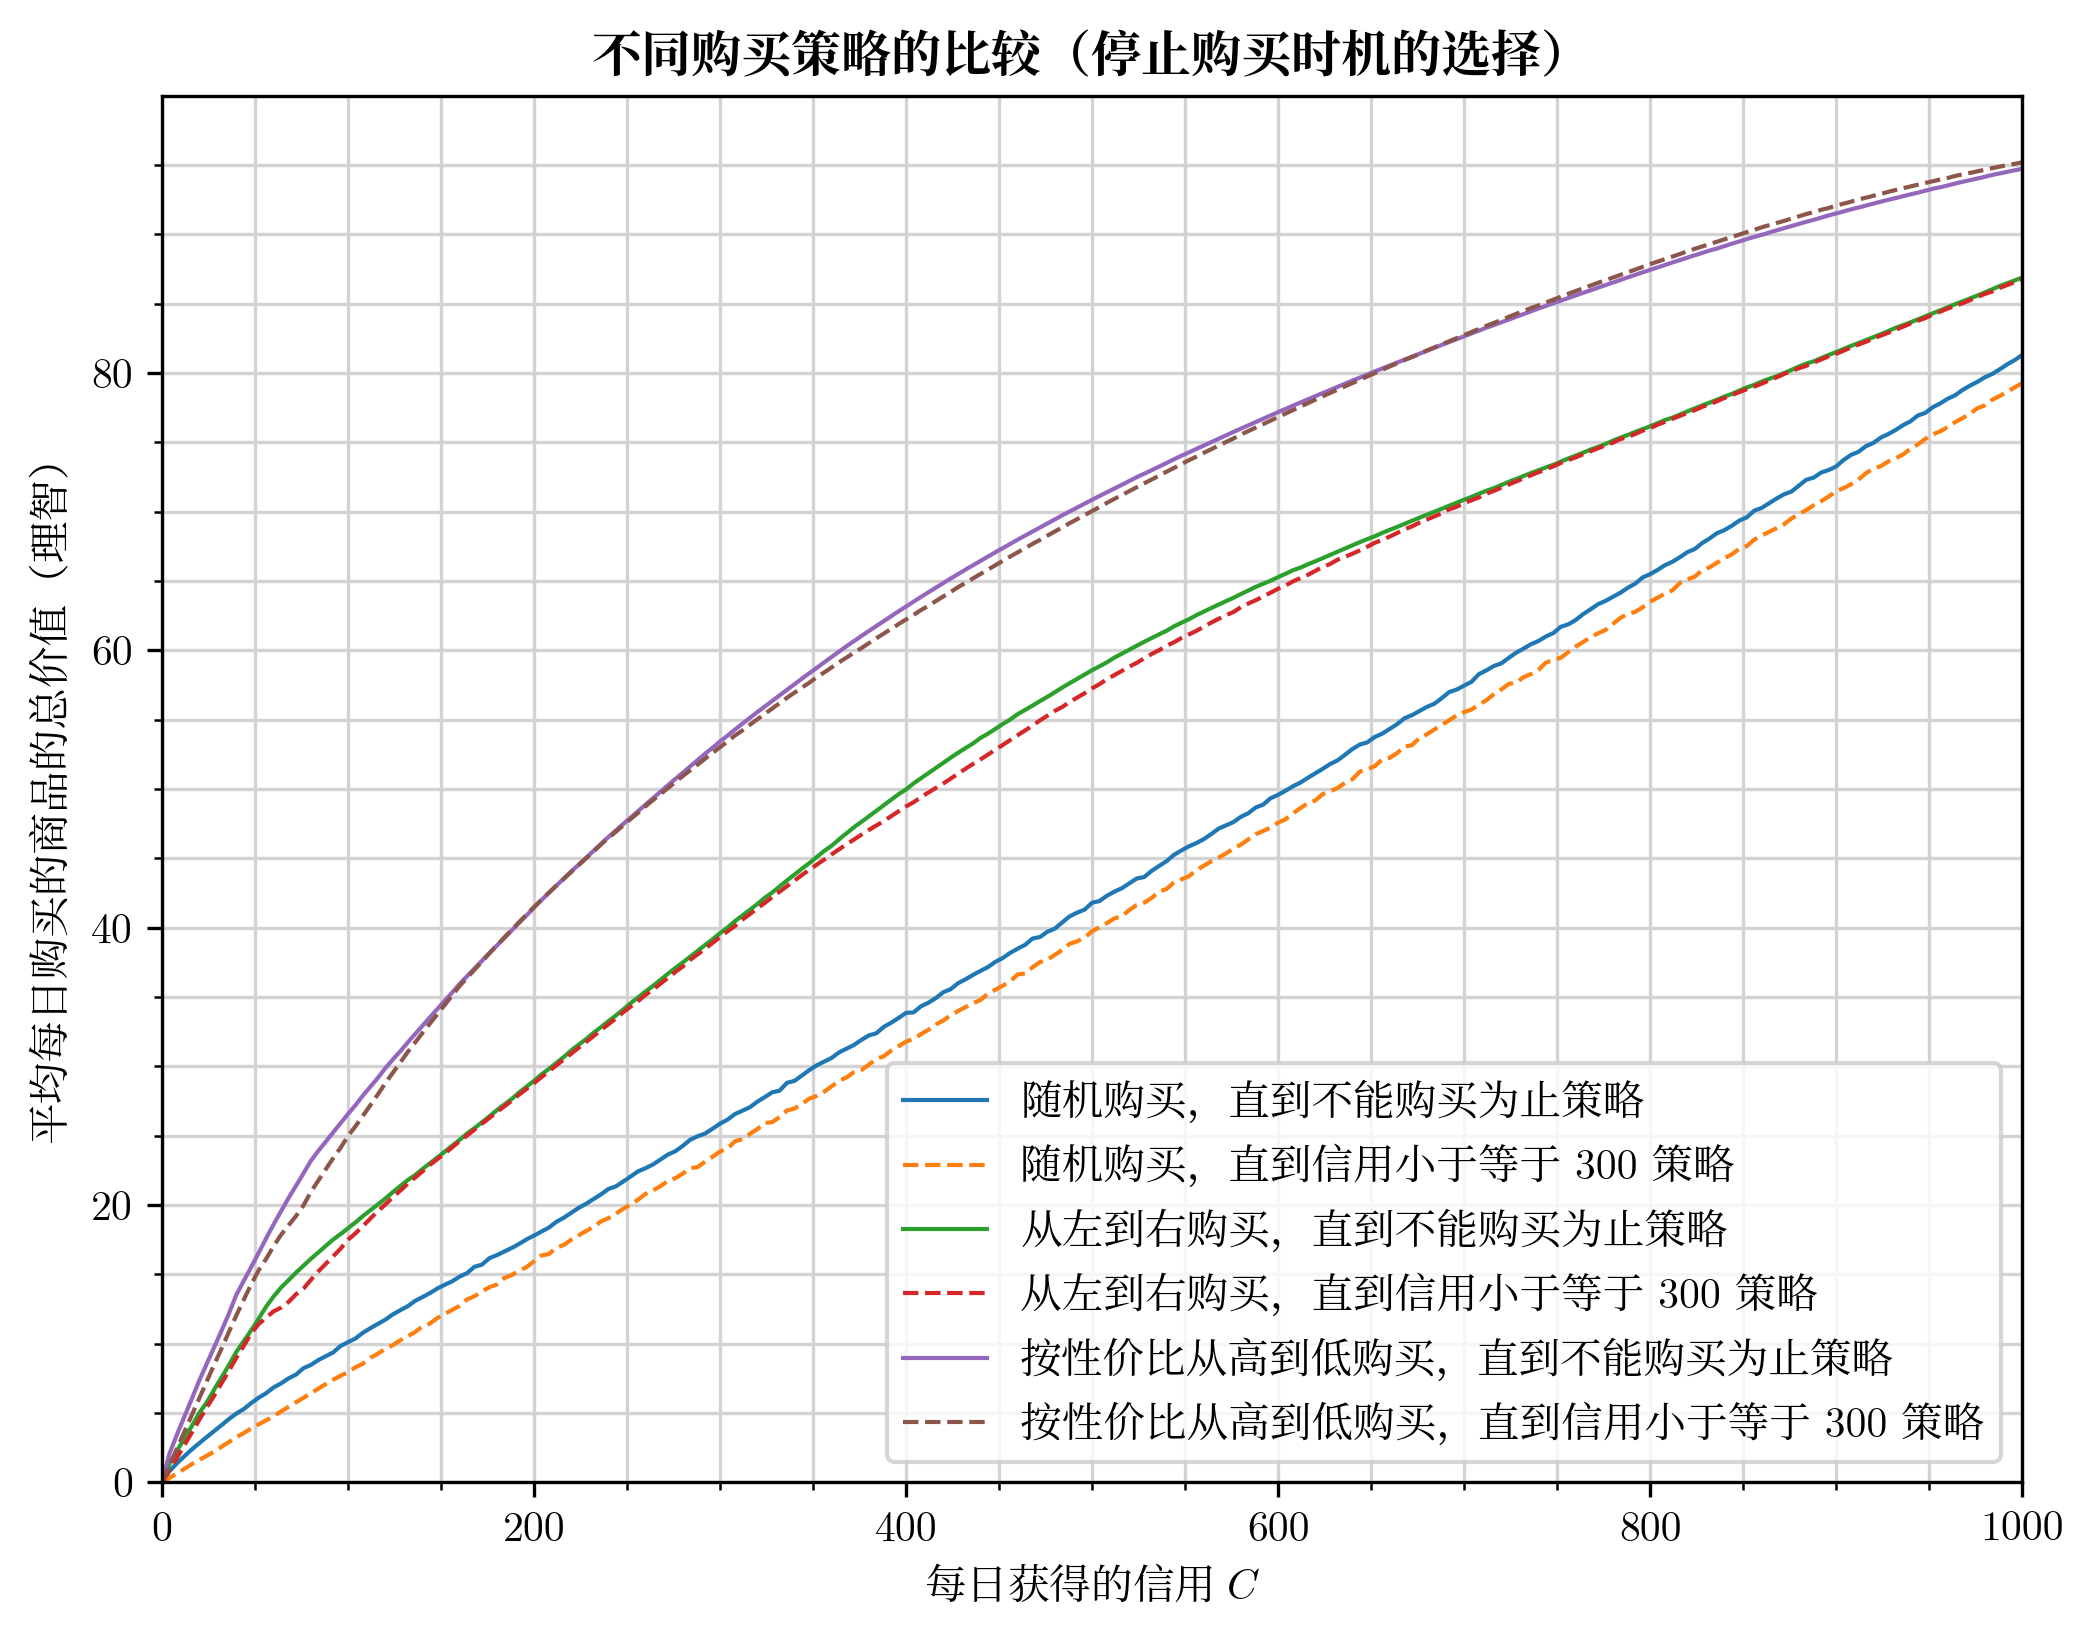 不同购买策略的比较（停止购买时机的选择）
平均每日购买的商品的总价值（理智）
80
60
40
20
0
随机购买，直到不能购买为止策略
随机购买，直到信用小于等于 300 策略
从左到右购买，直到不能购买为止策略
从左到右购买，直到信用小于等于 300 策略
按性价比从高到低购买，直到不能购买为止策略
按性价比从高到低购买，直到信用小于等于 300 策略
0 200 400 600 800 1000
每日获得的信用 C